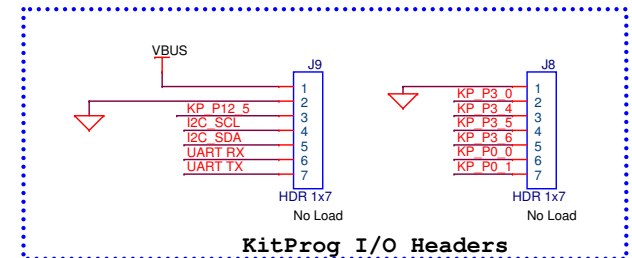 VBUS
J9
1
2
KP_P12_5 3
I2C_SCL 4
I2C_SDA 5
UART RX 6
UART TX 7
HDR 1x7
No Load
J8
1
KP_P3_0 2
KP_P3_4 3
KP_P3_5 4
KP_P3_6 5
KP_P0_0 6
KP_P0_1 7
HDR 1x7
No Load
KitProg I/O Headers